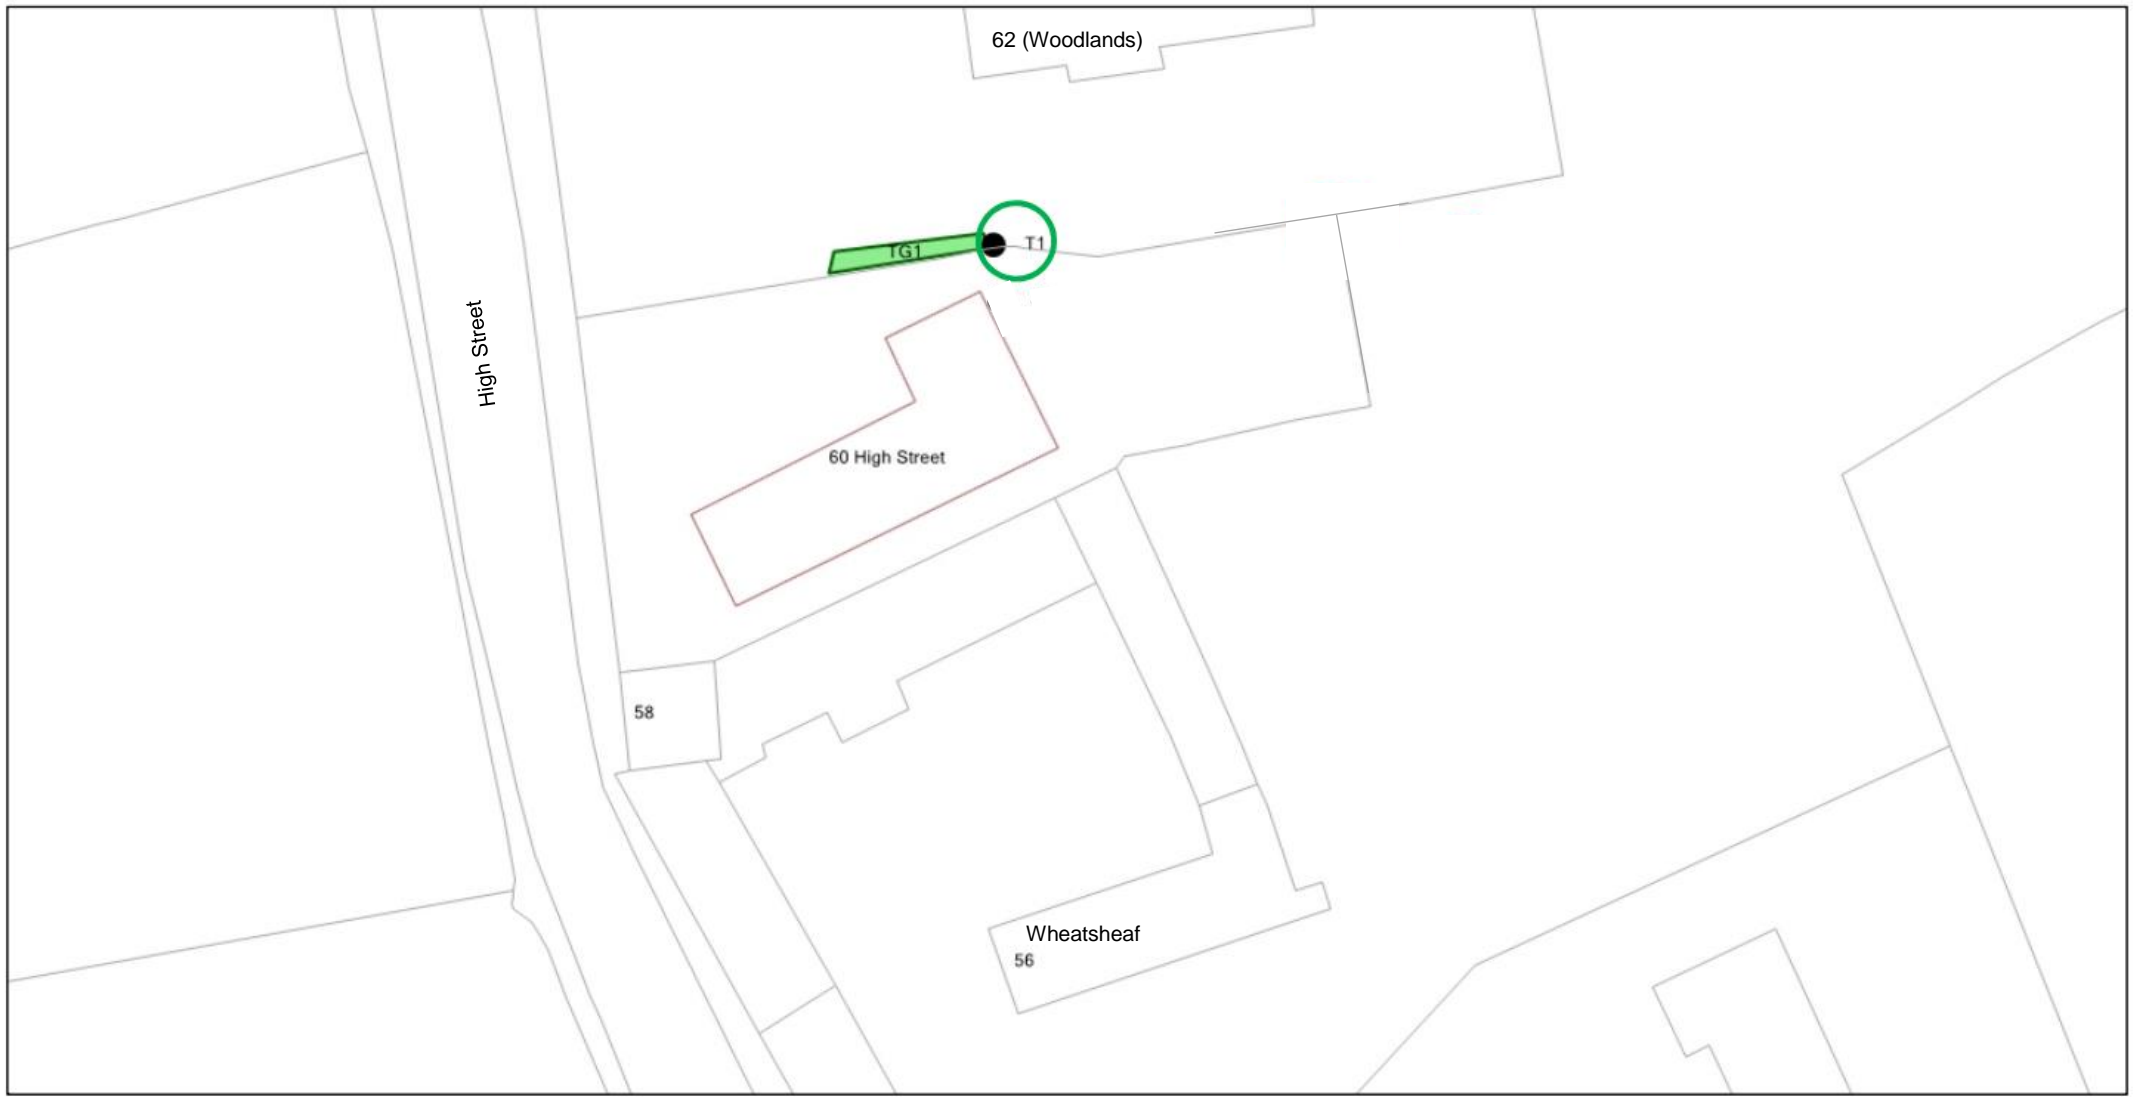 62 (Woodlands)
T1
TG1
High Street
60 High Street
58
Wheatsheaf
56